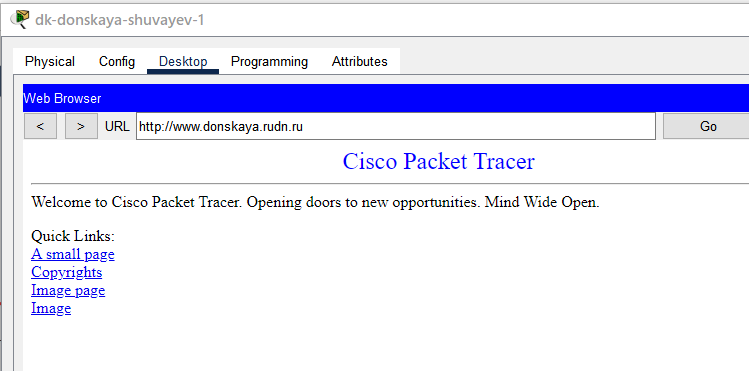 dk-donskaya-shuvayev-1
Physical Config Desktop Programming Attributes
Web Browser
< > URL http://www.donskaya.rudn.ru Go
Cisco Packet Tracer
Welcome to Cisco Packet Tracer. Opening doors to new opportunities. Mind Wide Open.
Quick Links:
A small page
Copyrights
Image page
Image